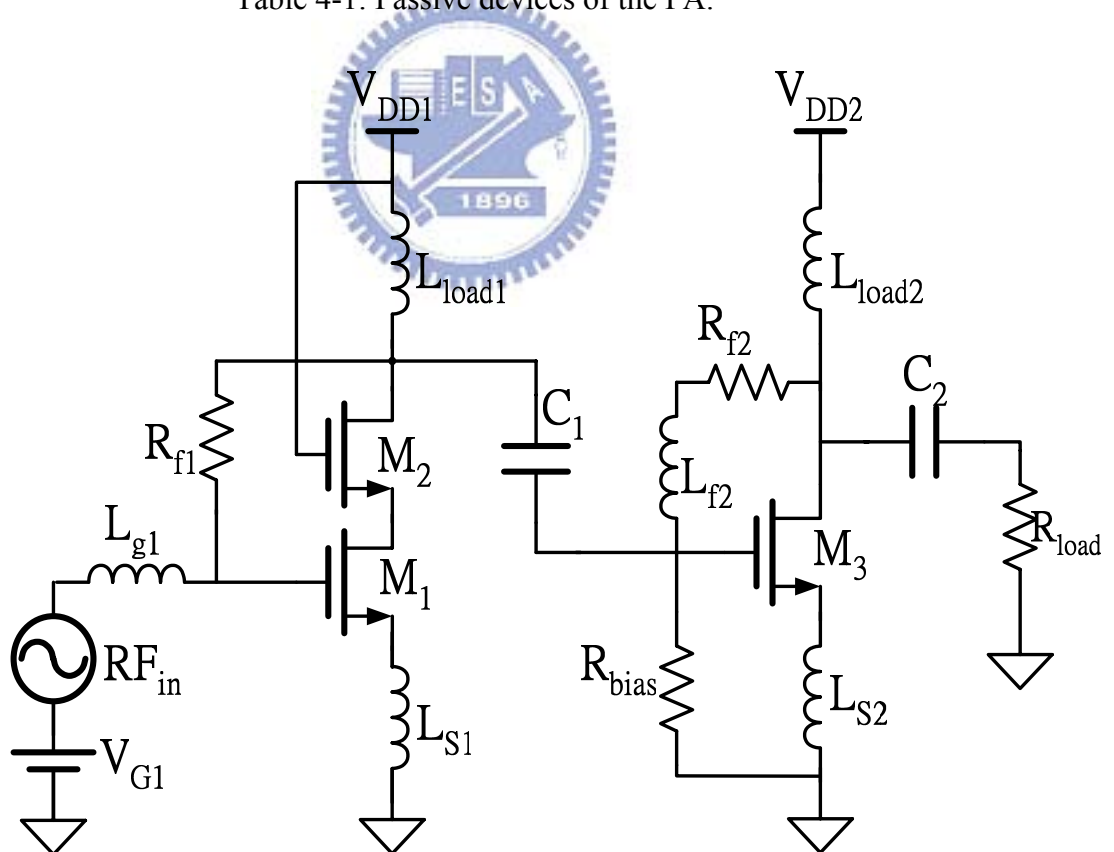 Table 4-1. Passive devices of the PA.
E S A
1896
V_DD1
V_DD2
L_load1
L_load2
R_f2
C_2
C_1
R_f1
M_2
L_f2
R_load
L_g1
M_1
M_3
RF_in
R_bias
L_S2
L_S1
V_G1